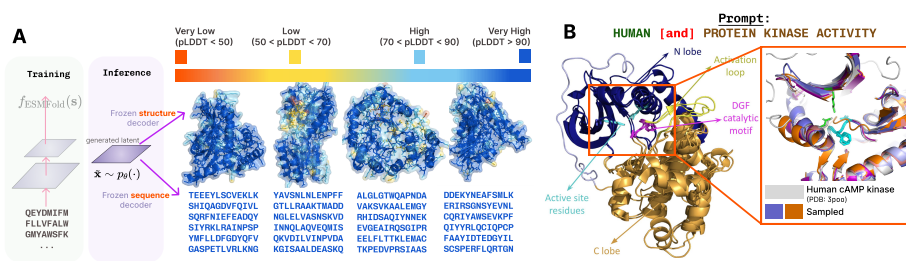 A
Very Low
(pLDDT < 50)
Low
(50 < pLDDT < 70)
High
(70 < pLDDT < 90)
Very High
(pLDDT > 90)
Training
Inference
fESMFold(s)
Frozen structure
decoder
generated latent
x̃ ∼ pθ(·)
Frozen sequence
decoder
QEYDMIFM
FLLVFALW
GMYAWSFK
...
TEEEYLSCVEKLK
SHIQAGDVFQIVL
SQRFNIEFEADQY
SIYRKLRAINPSP
YMFLLDFGDYQFV
GASPETLVRLKNG
YAVSNLNLENPFF
GTLLRAAKTMADD
NGLELVASNSKVD
INNQLAQVEQMIS
QKVDILVINPVDA
KGISAALDEASKQ
ALGLGTWQAPNDA
VAKSVKAALEMGY
RHIDSAQIYNNEK
EVGEAIRQSGIPR
EELFLTTKLEMAC
TKPEDVPRSIAAS
DDEKYNEAFSMLK
ERIRSGNSYEVNL
CQRIYAWSEVKPF
QIYYRLQCIQPCP
FAAYIDTEDGYIL
SCSPERFLQRTGN
B
Prompt:
HUMAN [and] PROTEIN KINASE ACTIVITY
N lobe
Activation
loop
DGF
catalytic
motif
Active site
residues
C lobe
Human cAMP kinase
(PDB: 3poo)
Sampled